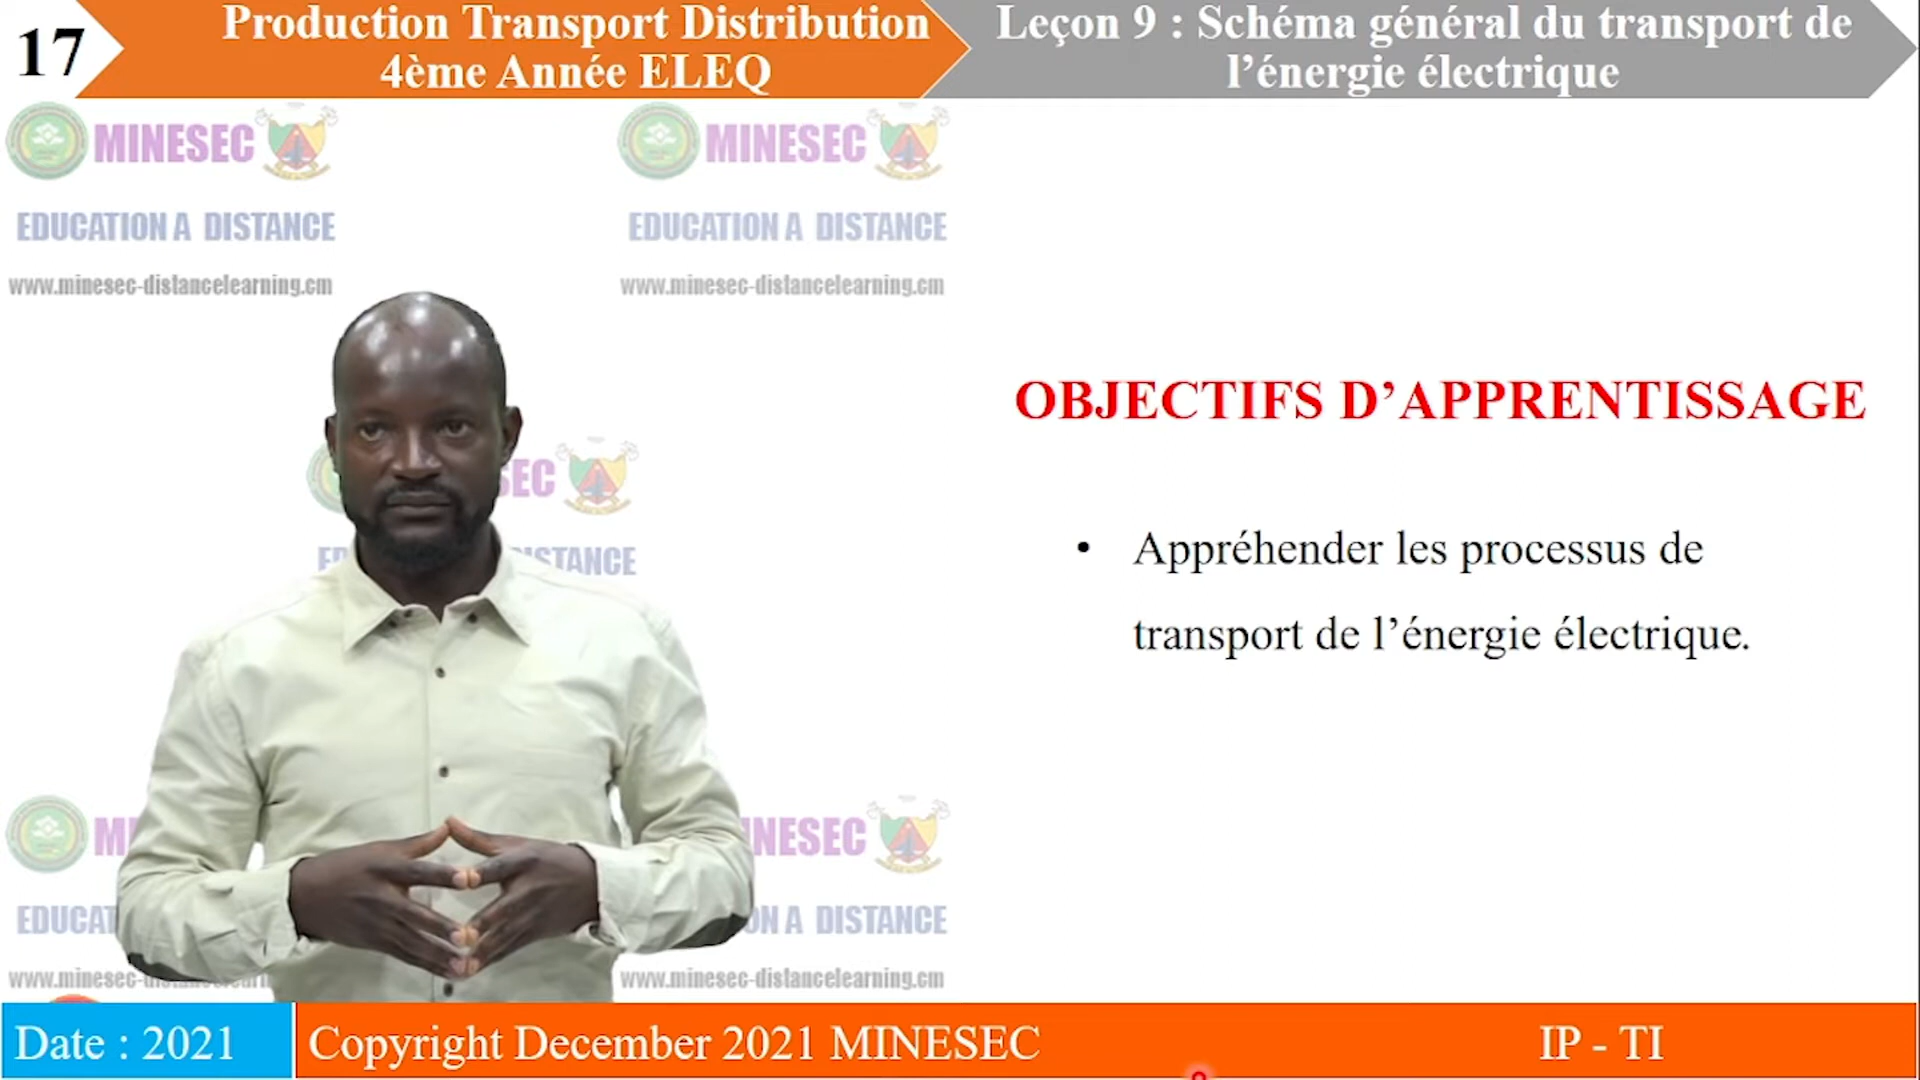 17
Production Transport Distribution
4ème Année ELEQ
Leçon 9 : Schéma général du transport de
l’énergie électrique
MINESEC
EDUCATION A DISTANCE
www.minesec-distancelearning.cm
MINESEC
EDUCATION A DISTANCE
www.minesec-distancelearning.cm
OBJECTIFS D’APPRENTISSAGE
• Appréhender les processus de
transport de l’énergie électrique.
SEC
STANCE
NESEC
EDUCAT
ON A DISTANCE
www.minesec-distancelearning.cm
Date : 2021
Copyright December 2021 MINESEC
IP - TI